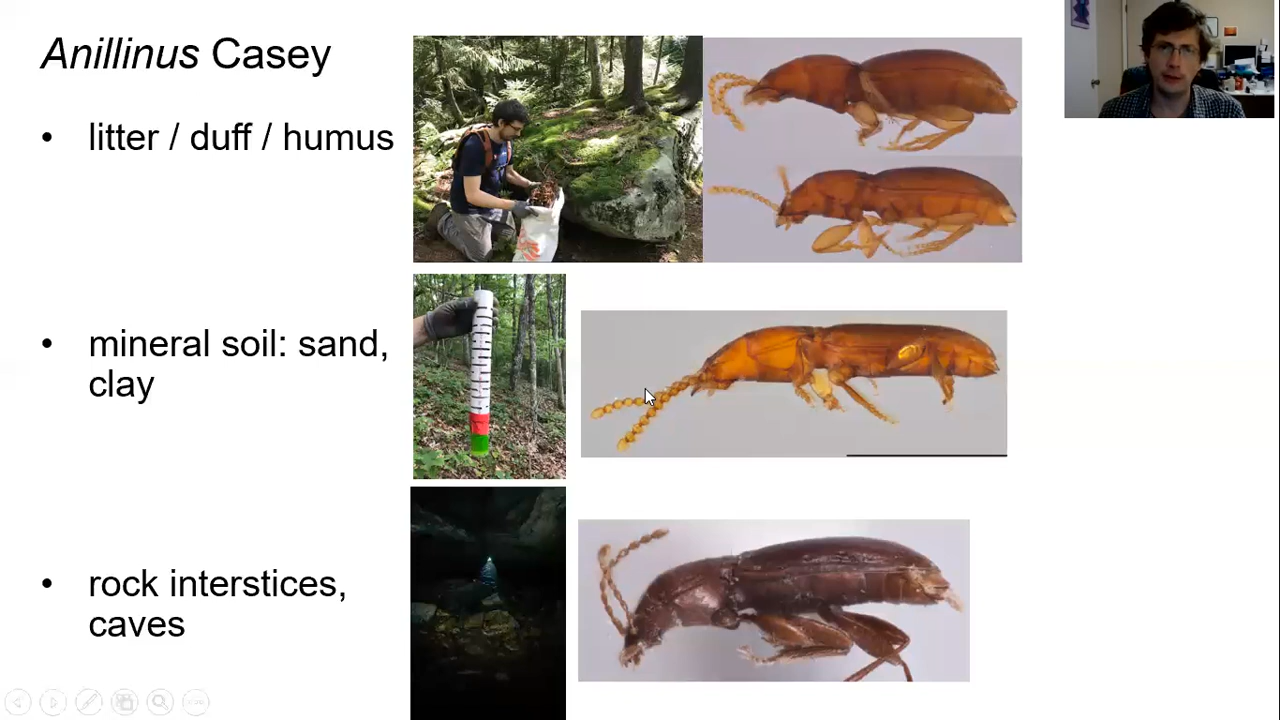 Anillinus Casey
• litter / duff / humus
• mineral soil: sand,
clay
• rock interstices,
caves